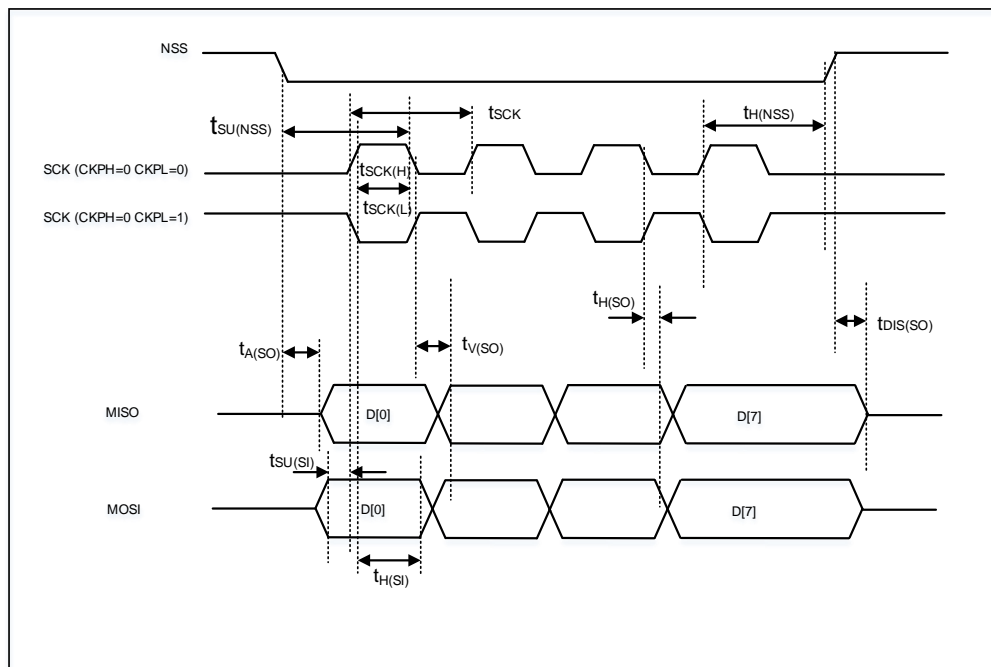 NSS
tSCK
tH(NSS)
tSU(NSS)
SCK (CKPH=0 CKPL=0)
tSCK(H)
tSCK(L)
SCK (CKPH=0 CKPL=1)
tH(SO)
tDIS(SO)
tV(SO)
tA(SO)
MISO
D[0]
D[7]
tSU(SI)
MOSI
D[0]
D[7]
tH(SI)